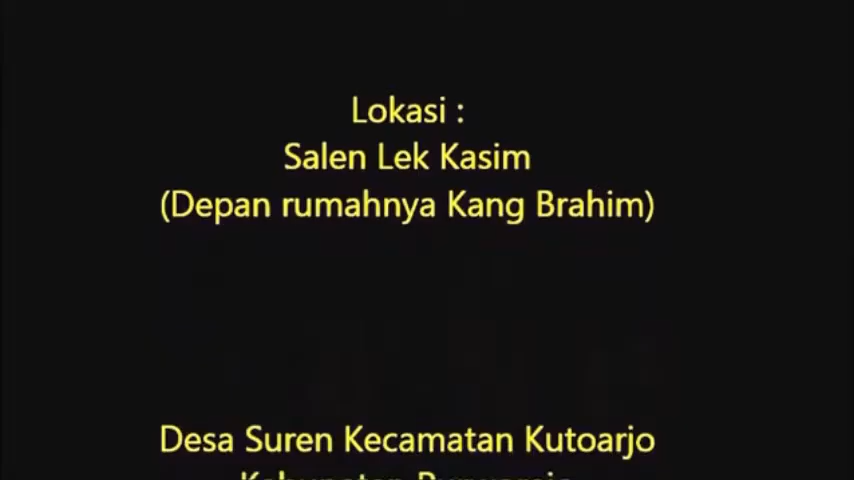 Lokasi :
Salen Lek Kasim
(Depan rumahnya Kang Brahim)
Desa Suren Kecamatan Kutoarjo